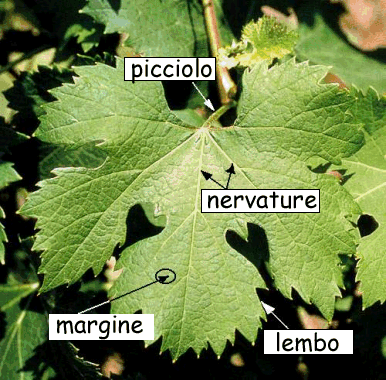 picciolo
nervature
margine
lembo